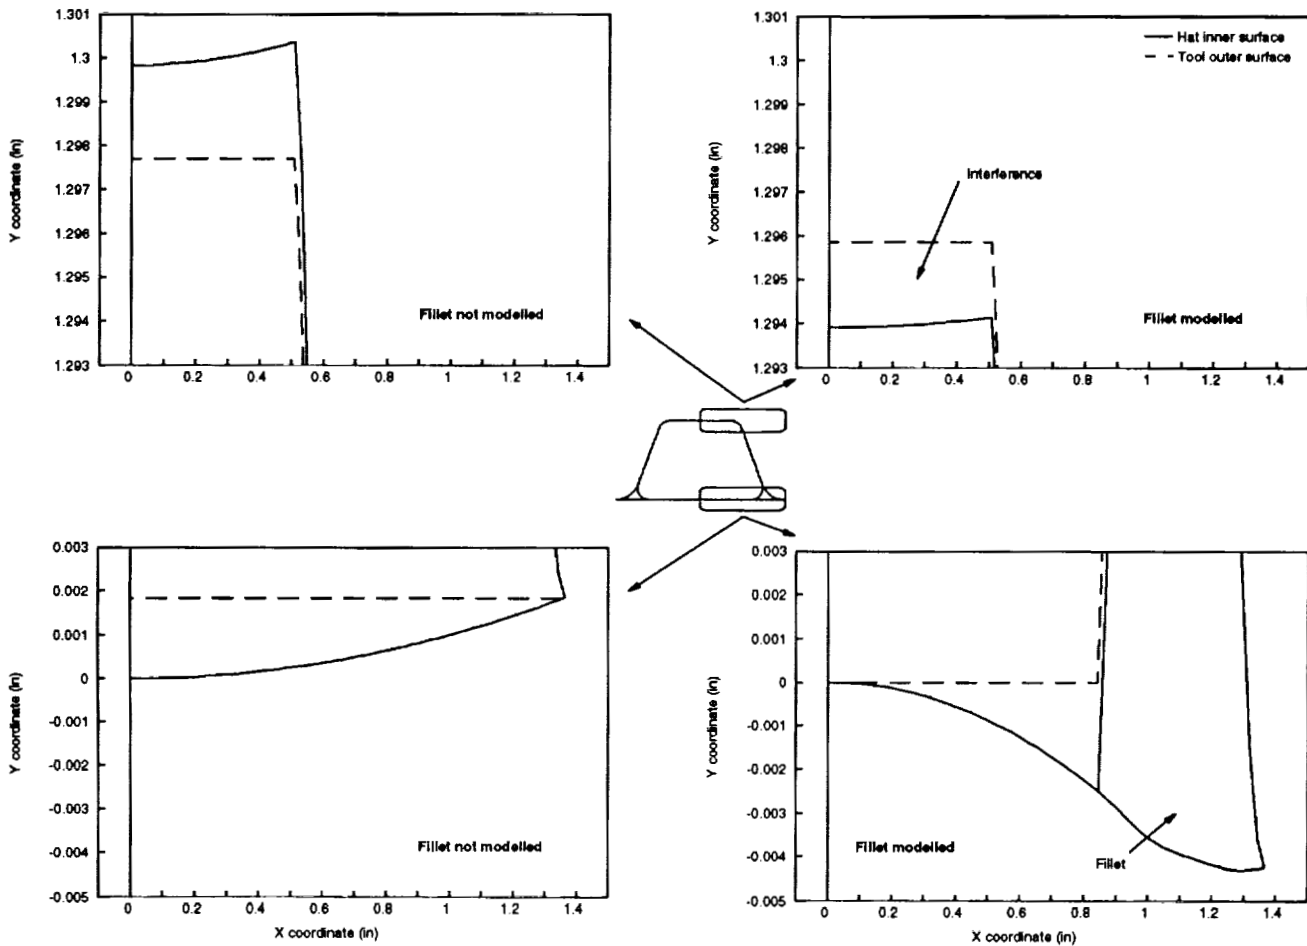 1.301
1.3
1.299
1.298
1.297
1.296
1.295
1.294
1.293
Y coordinate (in)
Fillet not modelled
0 0.2 0.4 0.6 0.8 1 1.2 1.4
1.301
1.3
1.299
1.298
1.297
1.296
1.295
1.294
1.293
Y coordinate (in)
Hat inner surface
Tool outer surface
Interference
Fillet modelled
0 0.2 0.4 0.6 0.8 1 1.2 1.4
0.003
0.002
0.001
0
-0.001
-0.002
-0.003
-0.004
-0.005
Y coordinate (in)
Fillet not modelled
0 0.2 0.4 0.6 0.8 1 1.2 1.4
X coordinate (in)
0.003
0.002
0.001
0
-0.001
-0.002
-0.003
-0.004
-0.005
Y coordinate (in)
Fillet modelled
Fillet
0 0.2 0.4 0.6 0.8 1 1.2 1.4
X coordinate (in)